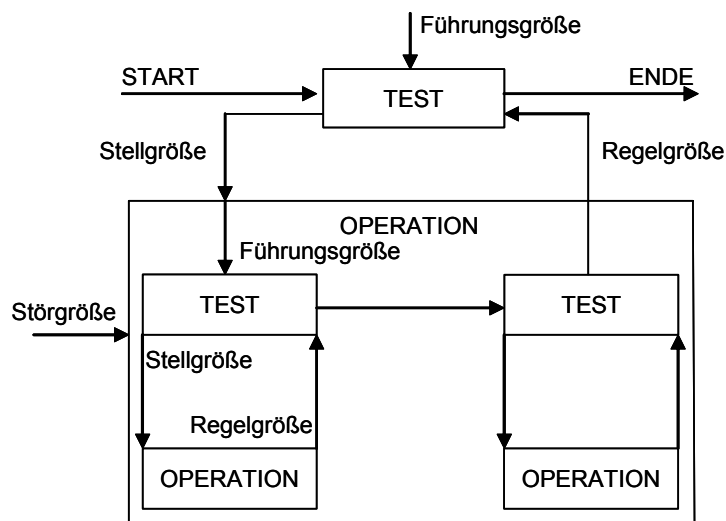 Führungsgröße
START
TEST
ENDE
Stellgröße
Regelgröße
OPERATION
Führungsgröße
TEST
TEST
Störgröße
Stellgröße
Regelgröße
OPERATION
OPERATION